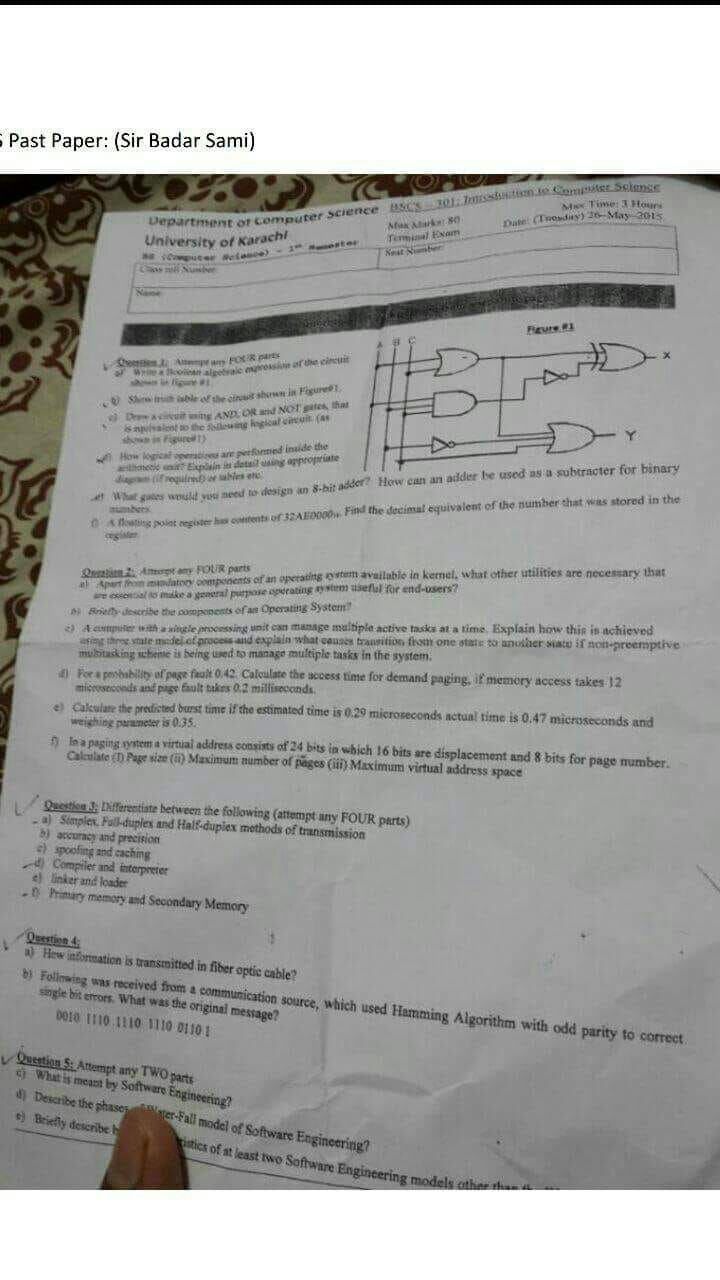 Past Paper: (Sir Badar Sami)
Department of Computer Science BSCS - 301: Introduction to Computer Science
University of Karachi Max Marks: 80 Max Time: 3 Hours
BS (Computer Science) - 1st Semester Terminal Exam Date: (Tuesday) 26-May-2015
Class roll Number Seat Number
Name
Figure #1
A B C
X
Y
Question 1: Attempt any FOUR parts
a) Write a Boolean algebraic expression of the circuit
shown in figure #1.
b) Show truth table of the circuit shown in Figure#1.
c) Draw a circuit using AND, OR and NOT gates, that
is equivalent to the following logical circuit. (as
shown in Figure#1)
d) How logical operations are performed inside the
arithmetic unit? Explain in detail using appropriate
diagram (if required) or tables etc.
e) What gates would you need to design an 8-bit adder? How can an adder be used as a subtracter for binary
numbers.
f) A floating point register has contents of 32AE0000 Find the decimal equivalent of the number that was stored in the
register.
Question 2: Attempt any FOUR parts
a) Apart from mandatory components of an operating system available in kernel, what other utilities are necessary that
are essential to make a general purpose operating system useful for end-users?
b) Briefly describe the components of an Operating System?
c) A computer with a single processing unit can manage multiple active tasks at a time. Explain how this is achieved
using three state model of process and explain what causes transition from one state to another state if non-preemptive
multitasking scheme is being used to manage multiple tasks in the system.
d) For a probability of page fault 0.42. Calculate the access time for demand paging, if memory access takes 12
microseconds and page fault takes 0.2 milliseconds.
e) Calculate the predicted burst time if the estimated time is 0.29 microseconds actual time is 0.47 microseconds and
weighing parameter is 0.35.
f) In a paging system a virtual address consists of 24 bits in which 16 bits are displacement and 8 bits for page number.
Calculate (I) Page size (ii) Maximum number of pages (iii) Maximum virtual address space
Question 3: Differentiate between the following (attempt any FOUR parts)
a) Simplex, Full-duplex and Half-duplex methods of transmission
b) accuracy and precision
c) spoofing and caching
d) Compiler and interpreter
e) linker and loader
f) Primary memory and Secondary Memory
Question 4:
a) How information is transmitted in fiber optic cable?
b) Following was received from a communication source, which used Hamming Algorithm with odd parity to correct
single bit errors. What was the original message?
0010 1110 1110 1110 0110 1
Question 5: Attempt any TWO parts
c) What is meant by Software Engineering?
d) Describe the phases Water-Fall model of Software Engineering?
e) Briefly describe istics of at least two Software Engineering models other than